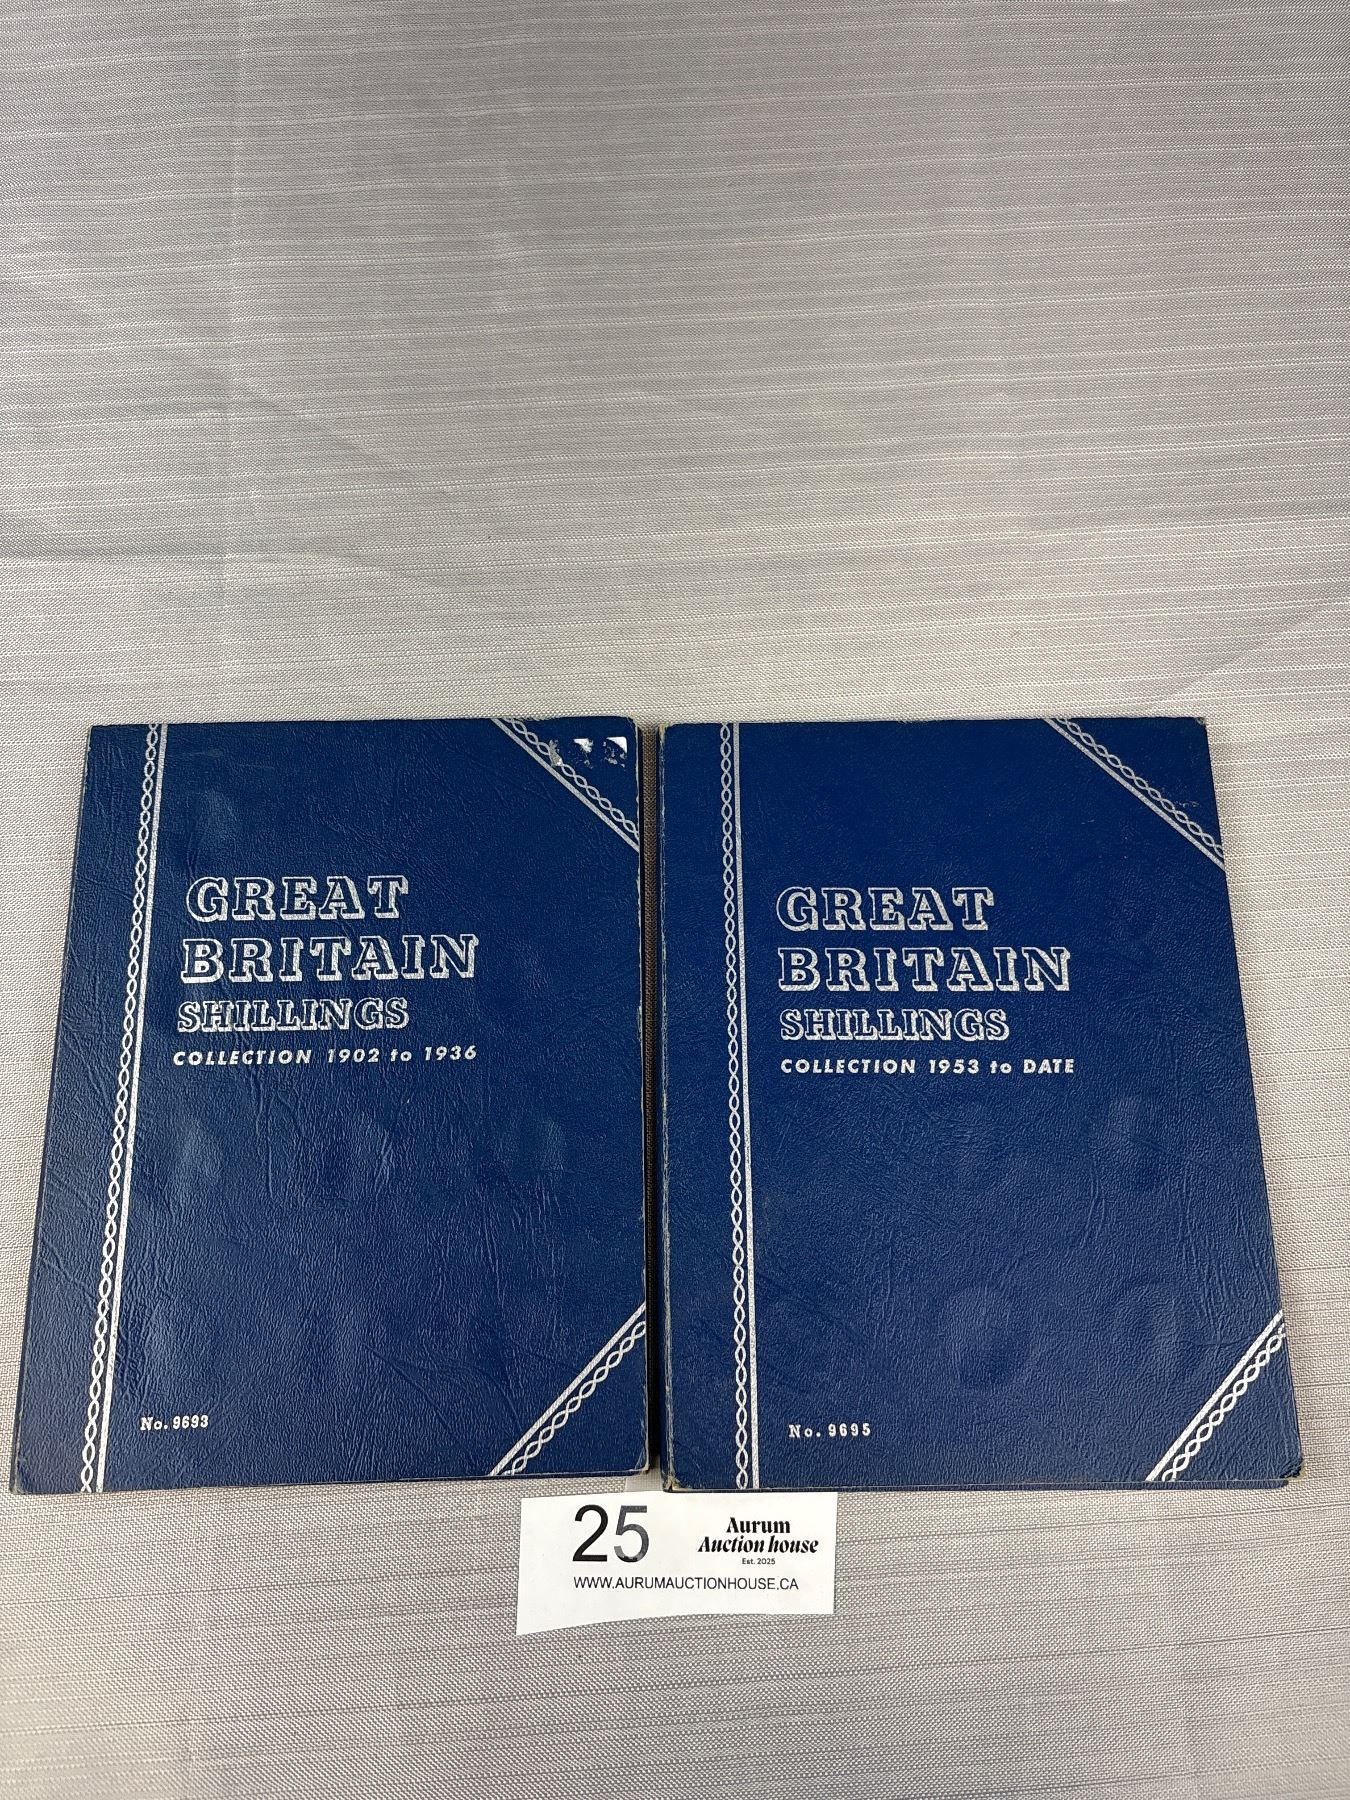 GREAT
BRITAIN
SHILLINGS
COLLECTION 1902 to 1936
No. 9693
GREAT
BRITAIN
SHILLINGS
COLLECTION 1953 to DATE
No. 9695
25
Aurum
Auction house
Est. 2025
WWW.AURUMAUCTIONHOUSE.CA